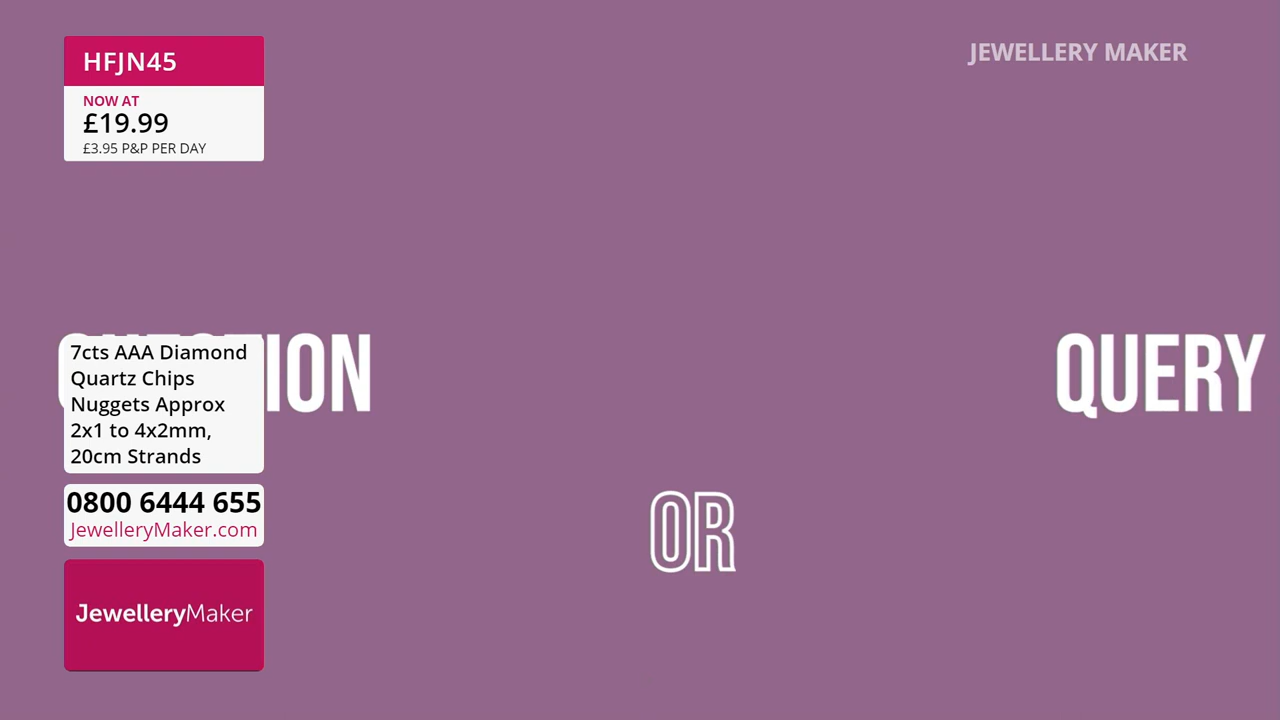 HFJN45
NOW AT
£19.99
£3.95 P&P PER DAY
JEWELLERY MAKER
QUERY
7cts AAA Diamond
Quartz Chips
Nuggets Approx
2x1 to 4x2mm,
20cm Strands
OR
0800 6444 655
JewelleryMaker.com
JewelleryMaker